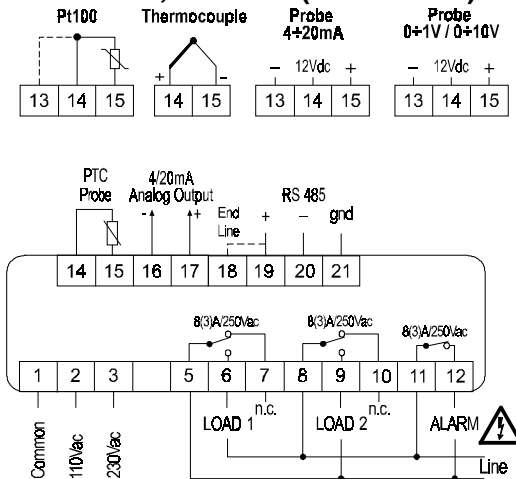 Pt100 Thermocouple Probe 4÷20mA Probe 0÷1V / 0÷10V
+ − − 12Vdc + − 12Vdc +
13 14 15 14 15 13 14 15 13 14 15
PTC Probe 4/20mA Analog Output RS 485
- + End Line + − gnd
14 15 16 17 18 19 20 21
8(3)A/250Vac 8(3)A/250Vac 8(3)A/250Vac
1 2 3 5 6 7 8 9 10 11 12
n.c. n.c.
Common 110Vac 230Vac LOAD 1 LOAD 2 ALARM
Line